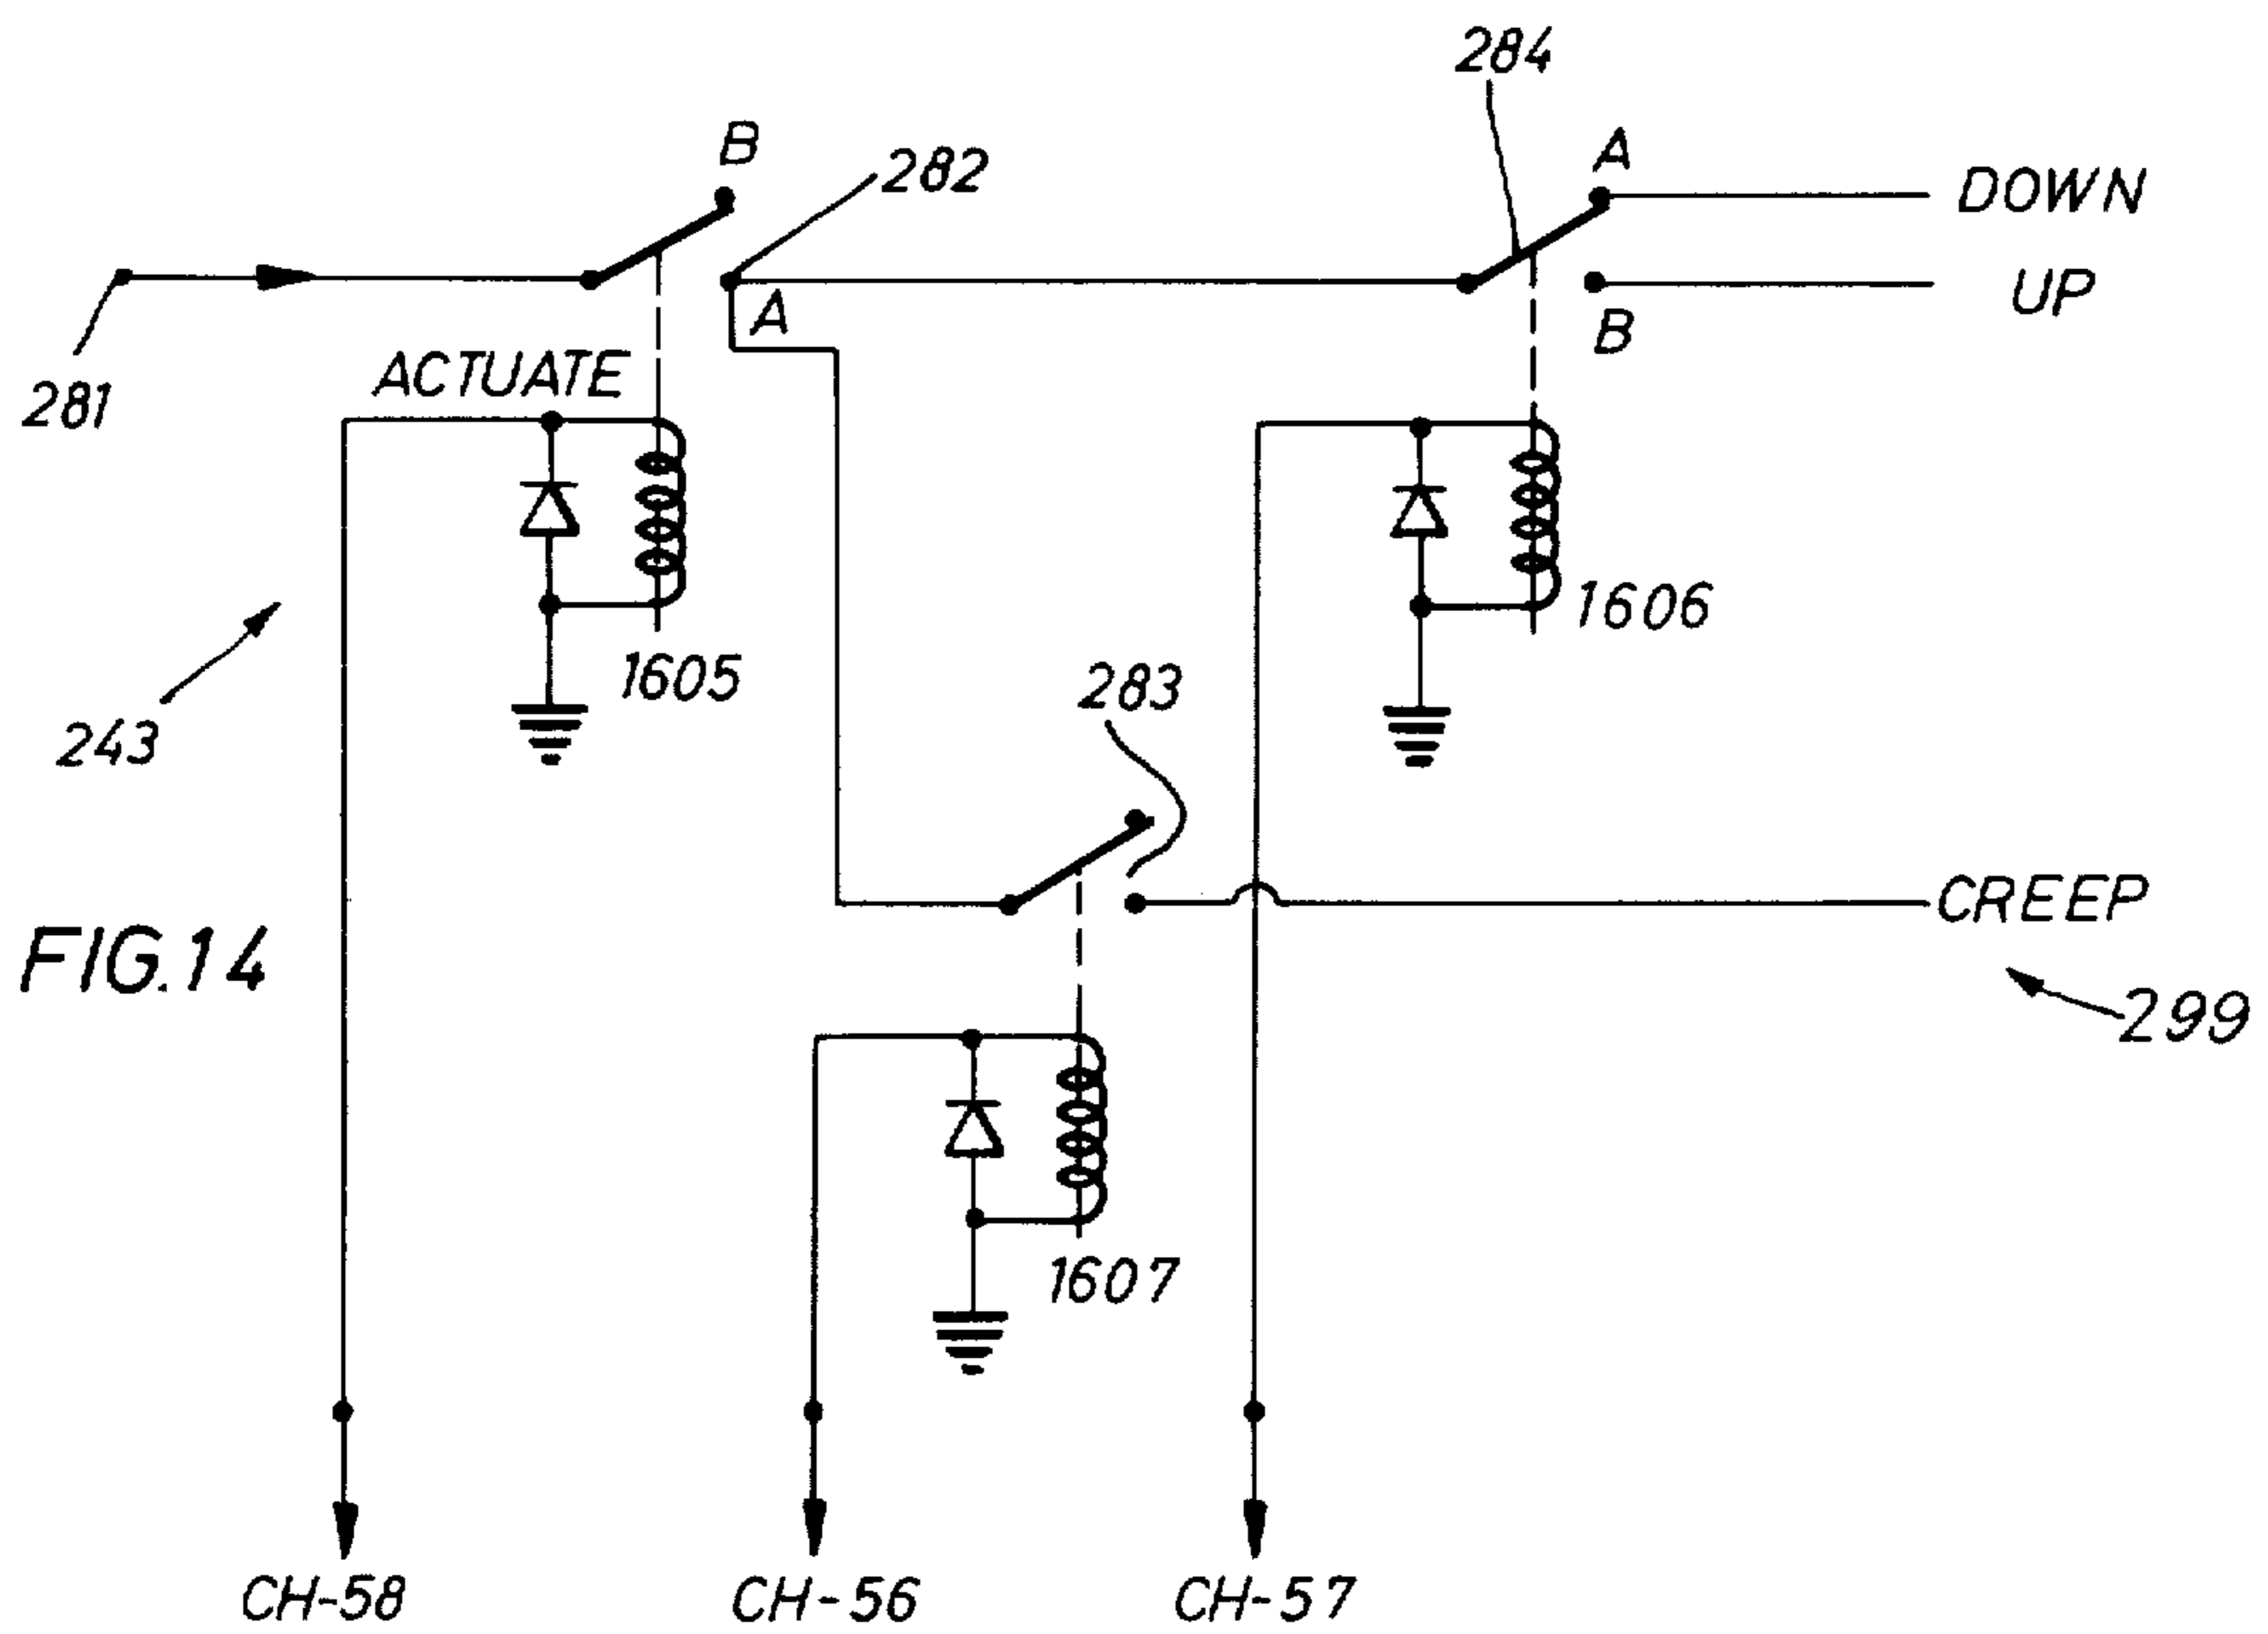 284
B
282
A
DOWN
UP
A
B
281
ACTUATE
1605
1606
243
283
FIG.14
CREEP
299
1607
CH-58
CH-56
CH-57